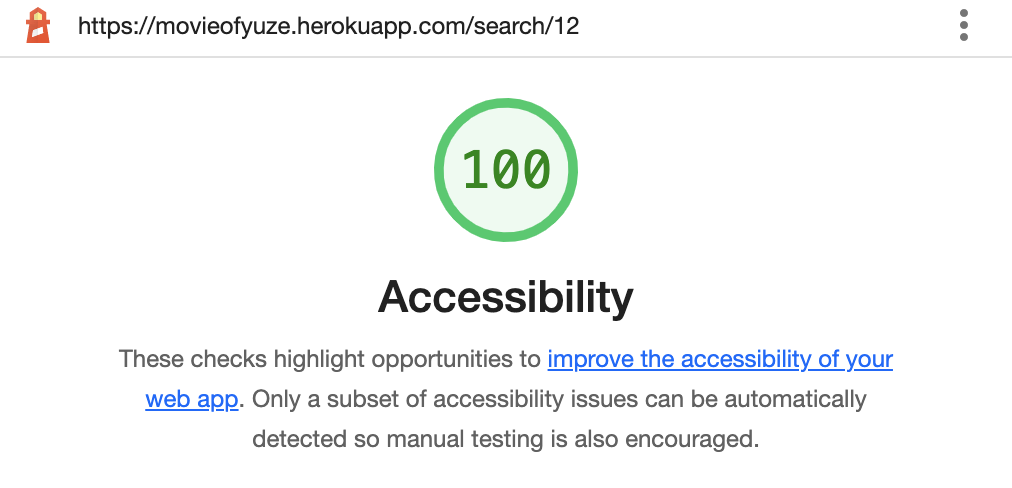 https://movieofyuze.herokuapp.com/search/12
100
Accessibility
These checks highlight opportunities to improve the accessibility of your
web app. Only a subset of accessibility issues can be automatically
detected so manual testing is also encouraged.